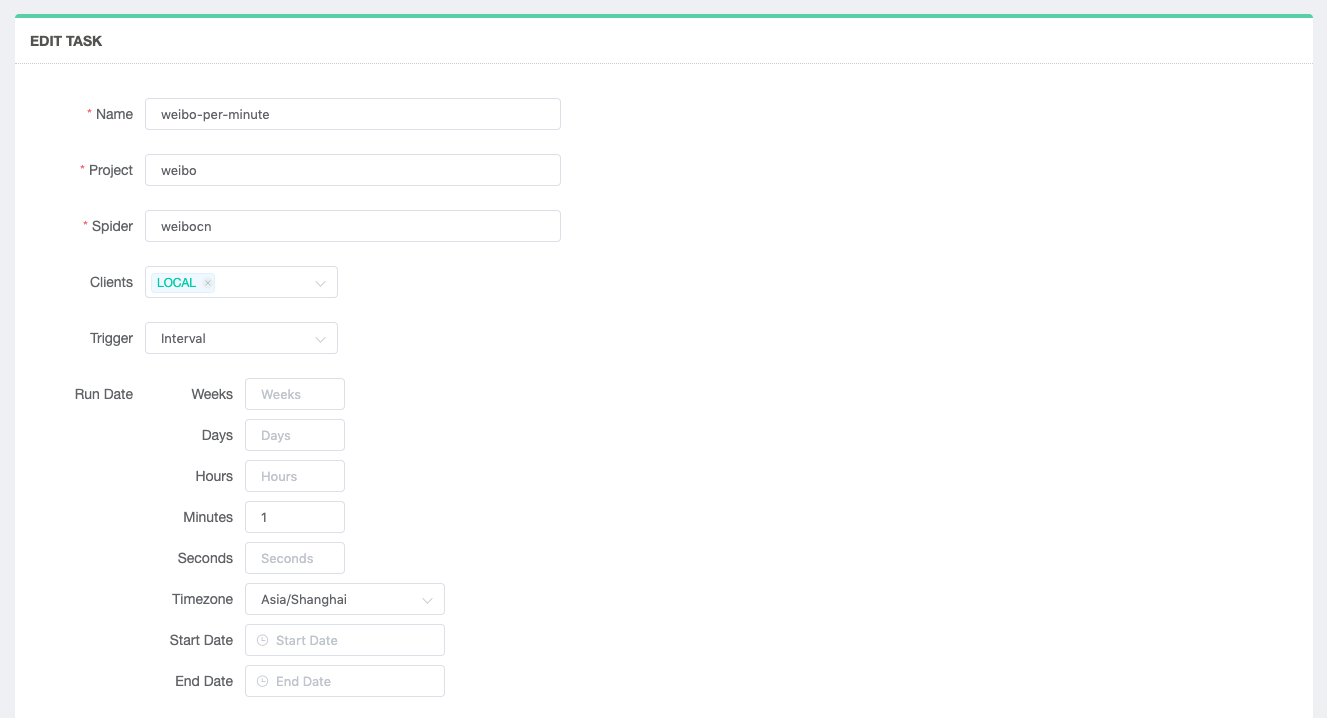 EDIT TASK
* Name weibo-per-minute
* Project weibo
* Spider weibocn
Clients LOCAL ×
Trigger Interval
Run Date Weeks Weeks
Days Days
Hours Hours
Minutes 1
Seconds Seconds
Timezone Asia/Shanghai
Start Date Start Date
End Date End Date